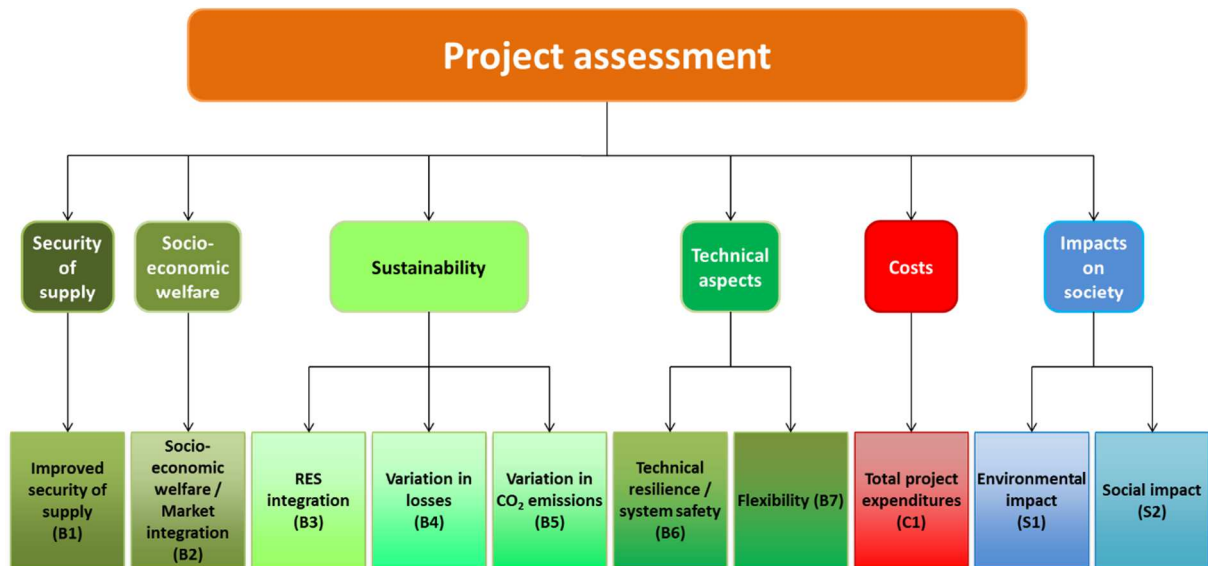 Project assessment
Security
of
supply
Socio-
economic
welfare
Sustainability
Technical
aspects
Costs
Impacts
on
society
Improved
security of
supply
(B1)
Socio-
economic
welfare /
Market
integration
(B2)
RES
integration
(B3)
Variation in
losses
(B4)
Variation in
CO₂ emissions
(B5)
Technical
resilience /
system safety
(B6)
Flexibility (B7)
Total project
expenditures
(C1)
Environmental
impact
(S1)
Social impact
(S2)